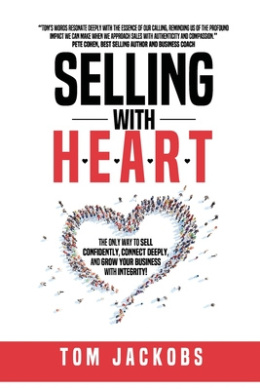 "TOM'S WORDS RESONATE DEEPLY WITH THE ESSENCE OF OUR CALLING, REMINDING US OF THE PROFOUND
IMPACT WE CAN MAKE WHEN WE APPROACH SALES WITH AUTHENTICITY AND COMPASSION."
PETE COHEN, BEST SELLING AUTHOR AND BUSINESS COACH
SELLING
WITH
H.E.A.R.T
THE ONLY WAY TO SELL
CONFIDENTLY, CONNECT DEEPLY,
AND GROW YOUR BUSINESS
WITH INTEGRITY!
TOM JACKOBS